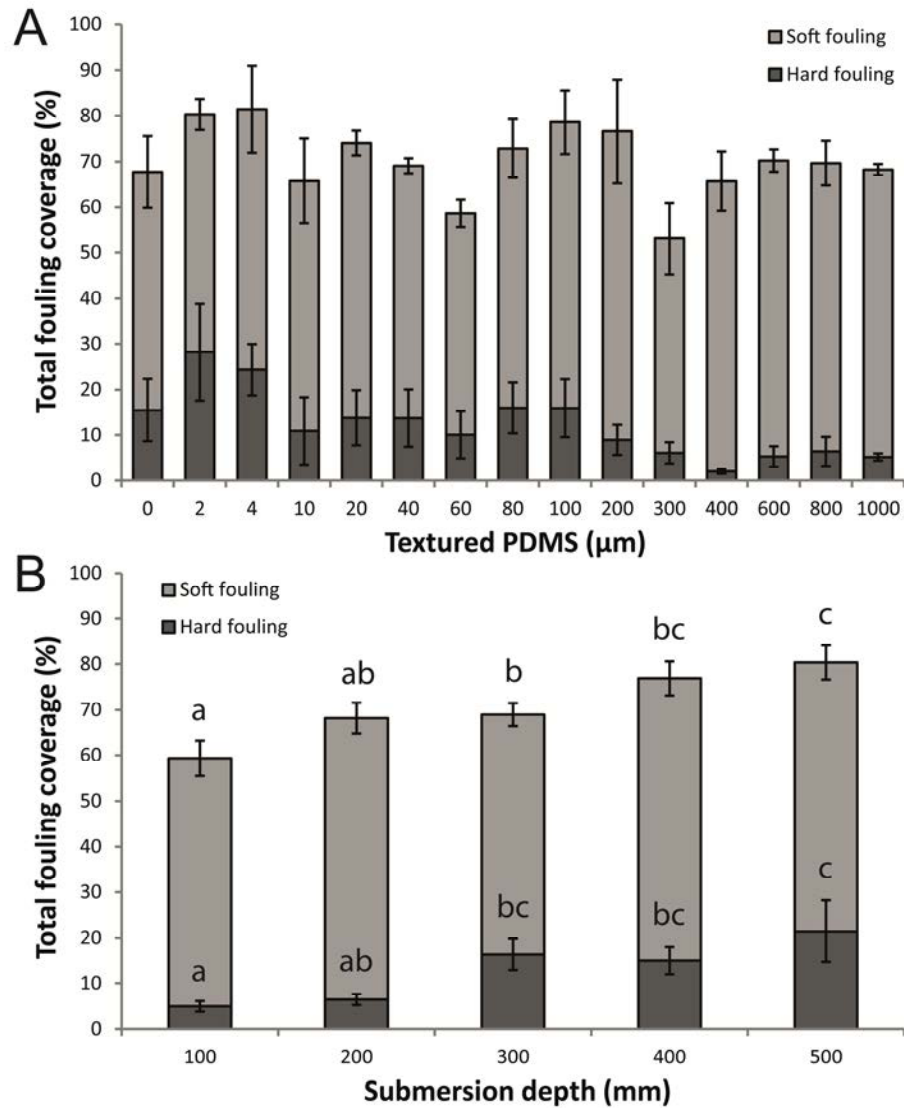 A
Total fouling coverage (%)
100
90
80
70
60
50
40
30
20
10
0
Soft fouling
Hard fouling
0 2 4 10 20 40 60 80 100 200 300 400 600 800 1000
Textured PDMS (µm)
B
Total fouling coverage (%)
100
90
80
70
60
50
40
30
20
10
0
Soft fouling
Hard fouling
a ab b bc c
a ab bc bc c
100 200 300 400 500
Submersion depth (mm)